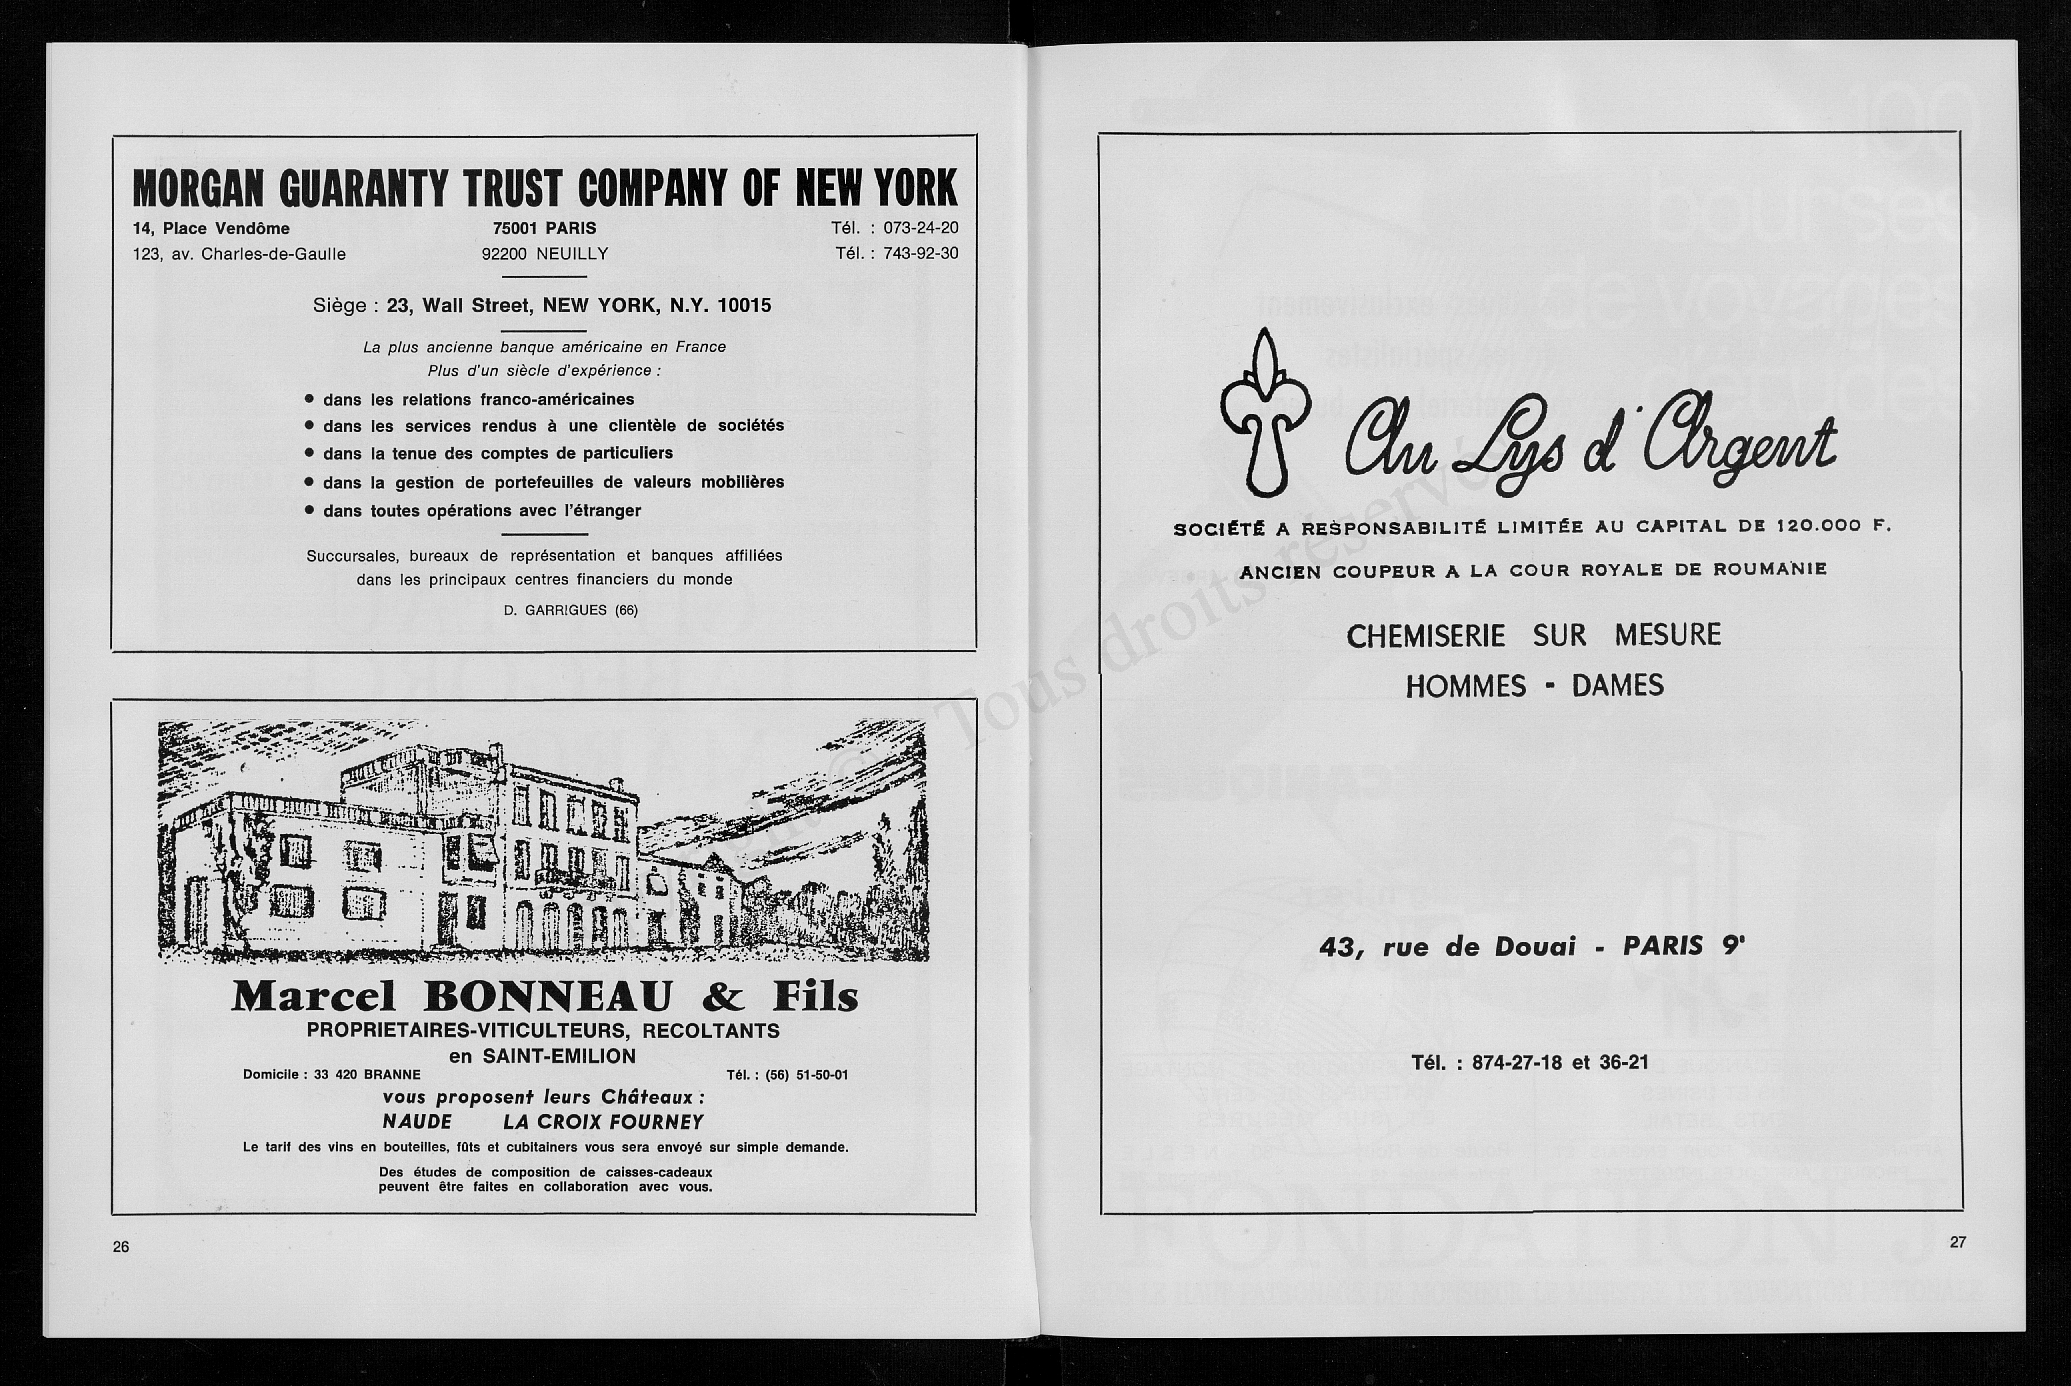 MORGAN GUARANTY TRUST COMPANY OF NEW YORK
14, Place Vendôme 75001 PARIS Tél. : 073-24-20
123, av. Charles-de-Gaulle 92200 NEUILLY Tél. : 743-92-30
Siège : 23, Wall Street, NEW YORK, N.Y. 10015
La plus ancienne banque américaine en France
Plus d'un siècle d'expérience :
● dans les relations franco-américaines
● dans les services rendus à une clientèle de sociétés
● dans la tenue des comptes de particuliers
● dans la gestion de portefeuilles de valeurs mobilières
● dans toutes opérations avec l'étranger
Succursales, bureaux de représentation et banques affiliées
dans les principaux centres financiers du monde
D. GARRIGUES (66)
Marcel BONNEAU & Fils
PROPRIETAIRES-VITICULTEURS, RECOLTANTS
en SAINT-EMILION
Domicile : 33 420 BRANNE Tél. : (56) 51-50-01
vous proposent leurs Châteaux :
NAUDE LA CROIX FOURNEY
Le tarif des vins en bouteilles, fûts et cubitainers vous sera envoyé sur simple demande.
Des études de composition de caisses-cadeaux
peuvent être faites en collaboration avec vous.
26
Au Lys d'Argent
SOCIÉTÉ A RESPONSABILITÉ LIMITÉE AU CAPITAL DE 120.000 F.
ANCIEN COUPEUR A LA COUR ROYALE DE ROUMANIE
CHEMISERIE SUR MESURE
HOMMES - DAMES
43, rue de Douai - PARIS 9e
Tél. : 874-27-18 et 36-21
27
© Tous droits réservés